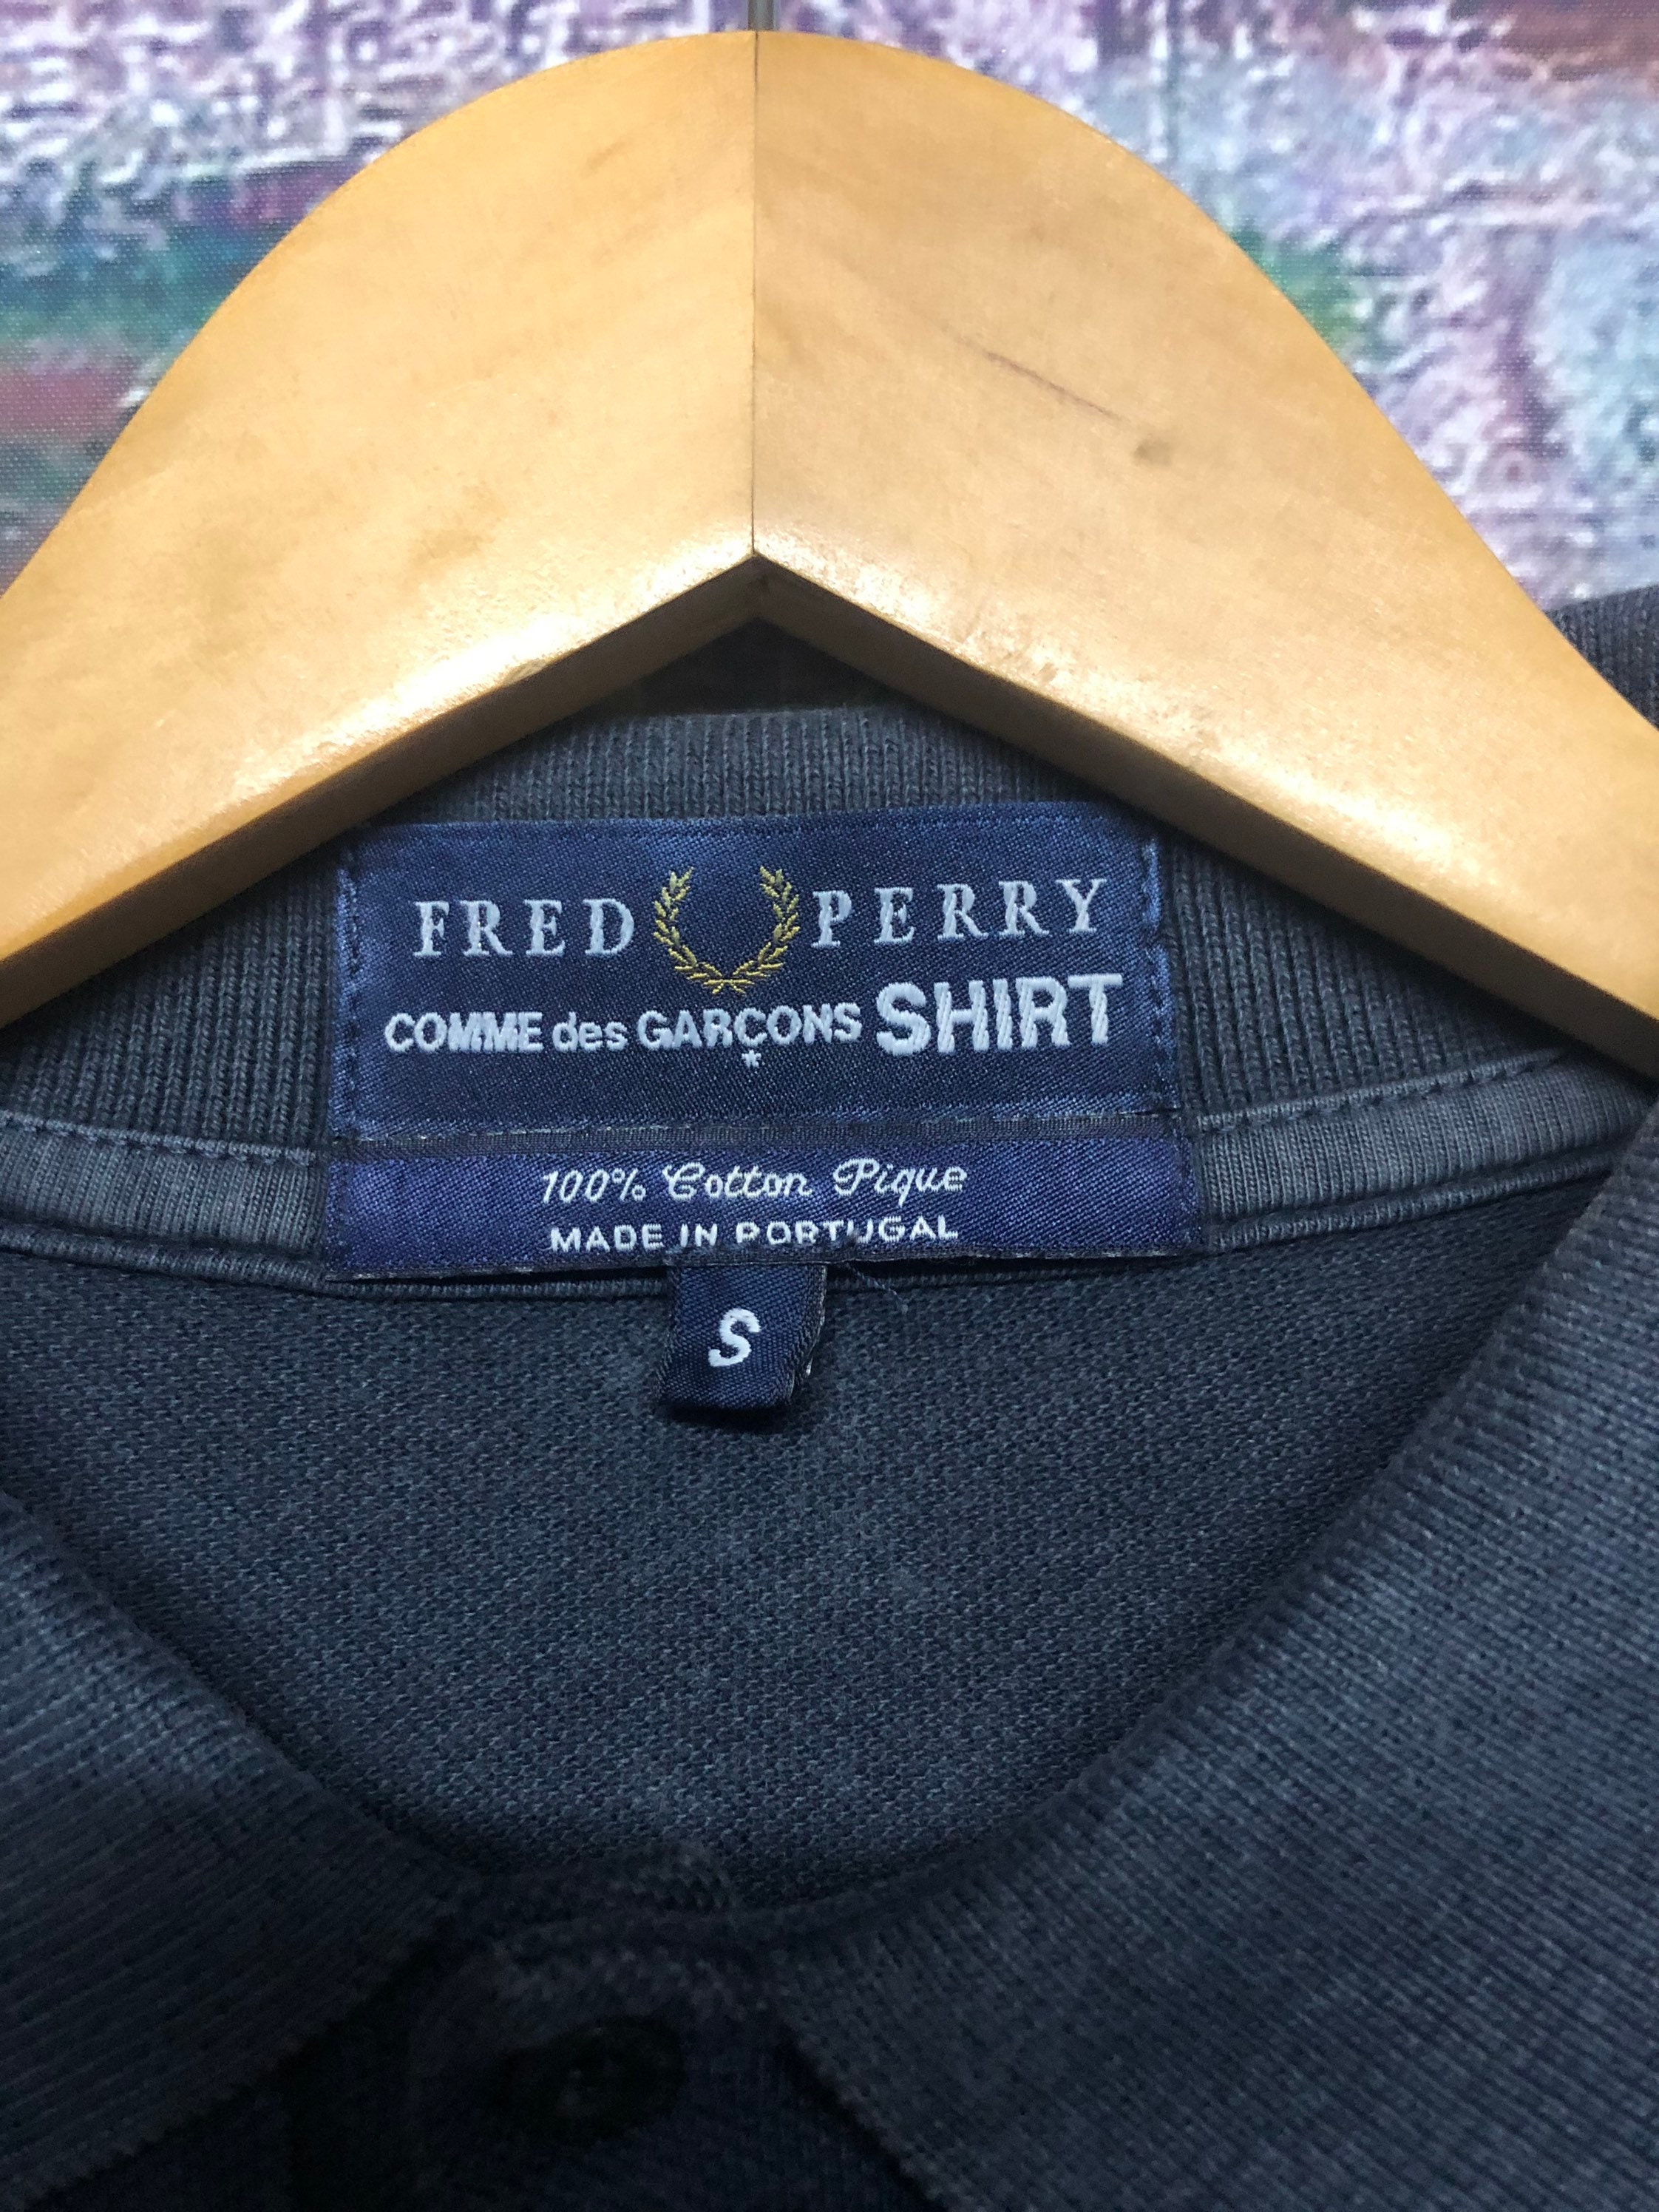 FRED PERRY
COMME des GARÇONS SHIRT
*
100% Cotton Pique
MADE IN PORTUGAL
S